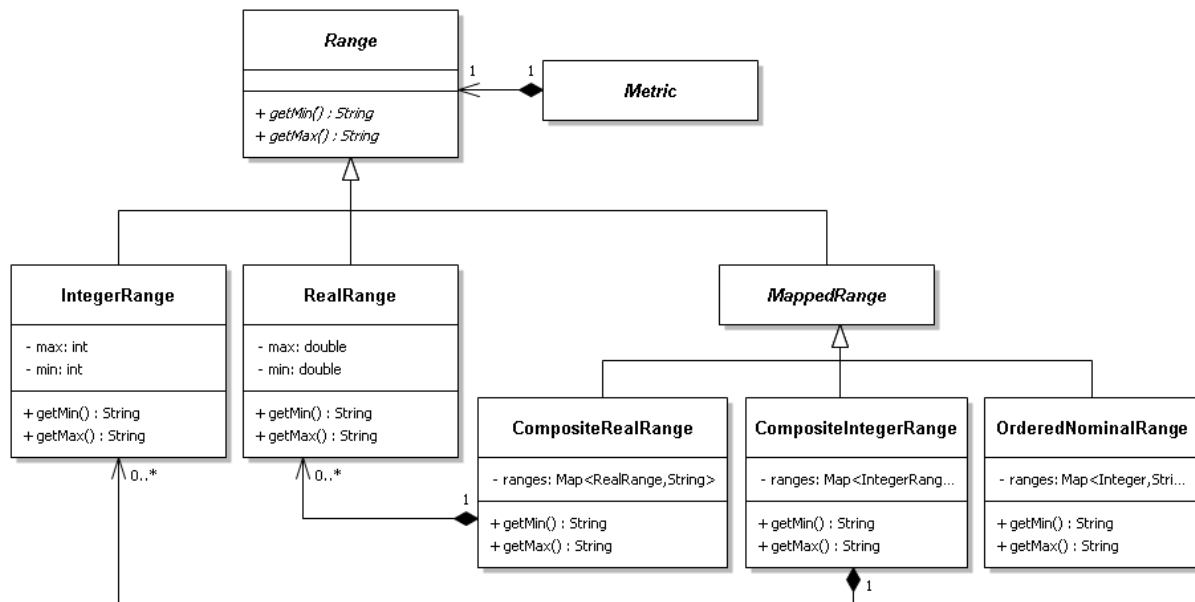 Range
+ getMin() : String
+ getMax() : String
1
1
IMetric
IntegerRange
- max: int
- min: int
+ getMin() : String
+ getMax() : String
RealRange
- max: double
- min: double
+ getMin() : String
+ getMax() : String
IMappedRange
CompositeRealRange
- ranges: Map<RealRange,String>
+ getMin() : String
+ getMax() : String
CompositeIntegerRange
- ranges: Map<IntegerRang...
+ getMin() : String
+ getMax() : String
OrderedNominalRange
- ranges: Map<Integer,Stri...
+ getMin() : String
+ getMax() : String
0..*
0..*
1
1